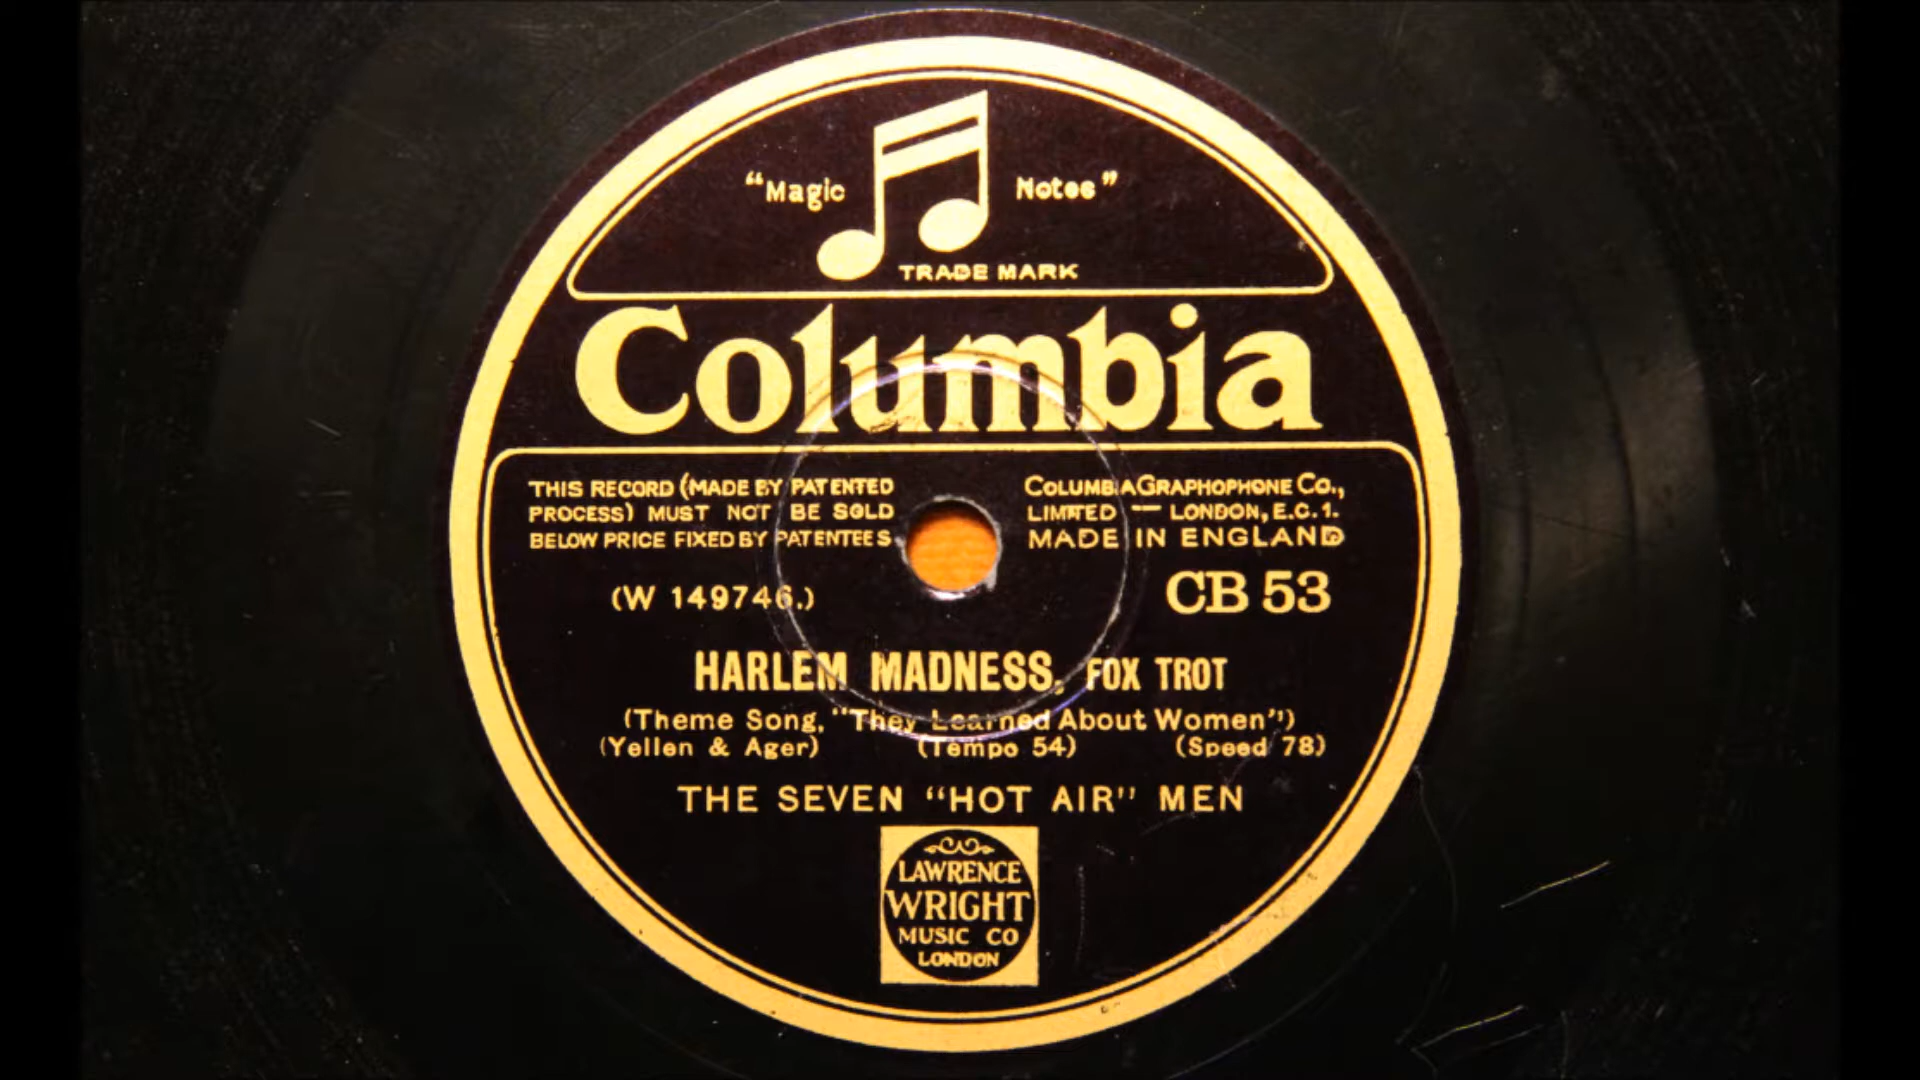 "Magic Notes"
TRADE MARK
Columbia
THIS RECORD (MADE BY PATENTED
PROCESS) MUST NOT BE SOLD
BELOW PRICE FIXED BY PATENTEES
COLUMBIA GRAPHOPHONE CO.,
LIMITED — LONDON, E.C.1.
MADE IN ENGLAND
(W 149746.)
CB 53
HARLEM MADNESS, FOX TROT
(Theme Song, "They Learned About Women")
(Yellen & Ager) (Tempo 54) (Speed 78)
THE SEVEN "HOT AIR" MEN
LAWRENCE
WRIGHT
MUSIC CO
LONDON